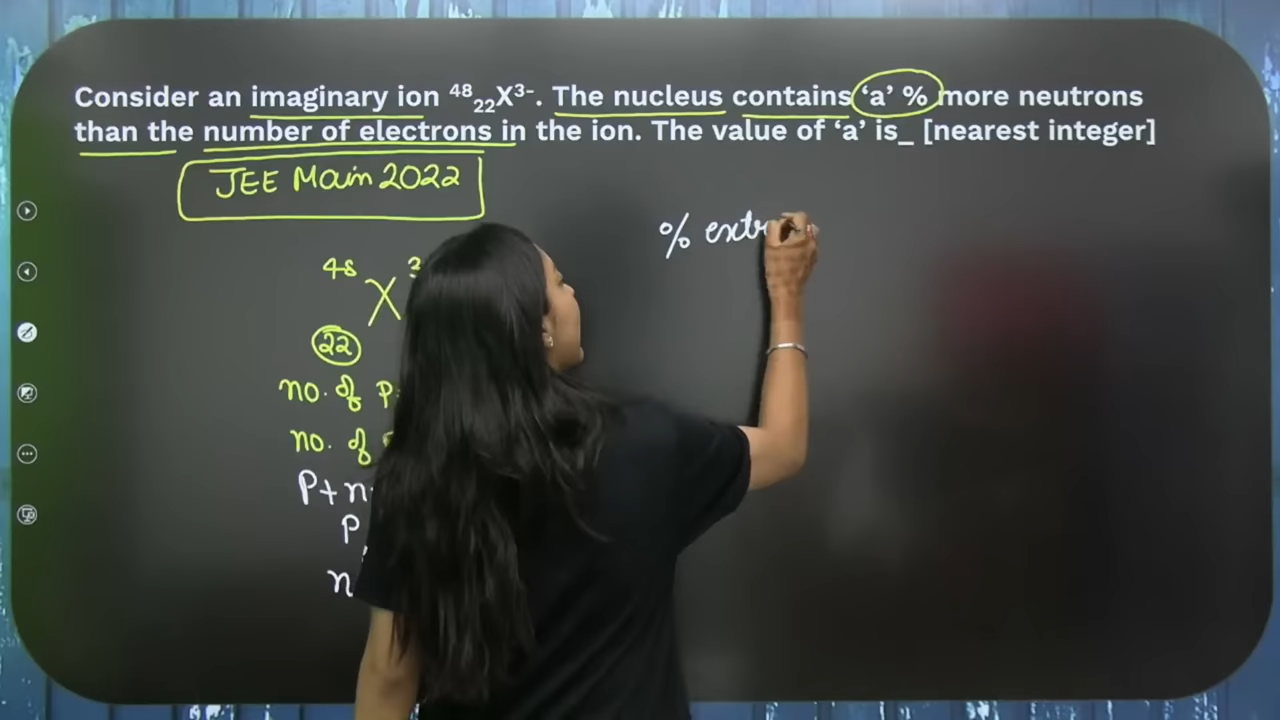 Consider an imaginary ion ⁴⁸₂₂X³⁻. The nucleus contains ‘a’ % more neutrons
than the number of electrons in the ion. The value of ‘a’ is_ [nearest integer]
JEE Main 2022
% extr
48 X 3
22
no. of p
no. of
P+n
P
n